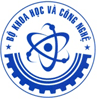 BỘ KHOA HỌC VÀ CÔNG NGHỆ